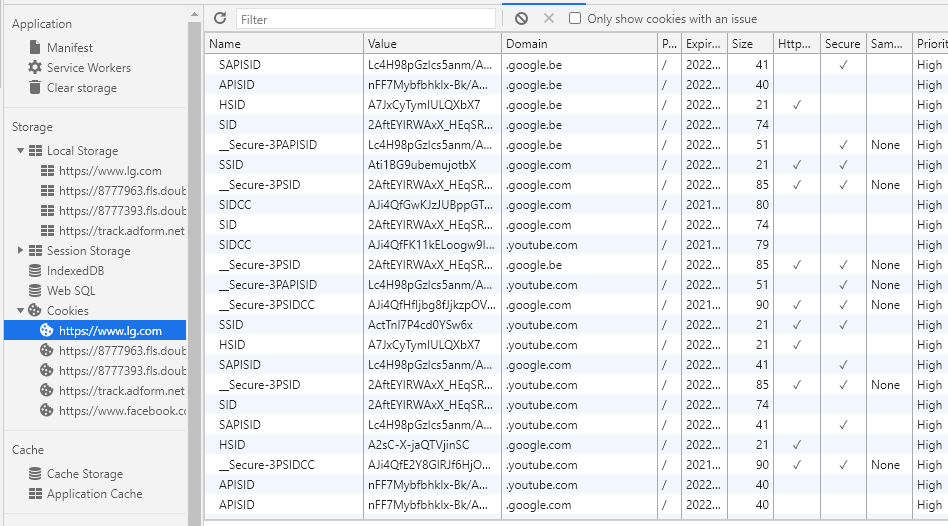 Application
Manifest
Service Workers
Clear storage
Storage
Local Storage
https://www.lg.com
https://8777963.fls.doub
https://8777393.fls.doub
https://track.adform.net
Session Storage
IndexedDB
Web SQL
Cookies
https://www.lg.com
https://8777963.fls.doub
https://8777393.fls.doub
https://track.adform.net
https://www.facebook.cc
Cache
Cache Storage
Application Cache
Filter Only show cookies with an issue
Name Value Domain P... Expir... Size Http... Secure Sam... Priorit
SAPISID Lc4H98pGzlcs5anm/A... .google.be / 2022... 41 ✓ High
APISID nFF7Mybfbhklx-Bk/A... .google.be / 2022... 40 High
HSID A7JxCyTymIULQXbX7 .google.be / 2022... 21 ✓ High
SID 2AftEYIRWAxX_HEqSR... .google.be / 2022... 74 High
__Secure-3PAPISID Lc4H98pGzlcs5anm/A... .google.be / 2022... 51 ✓ None High
SSID Ati1BG9ubemujotbX .google.com / 2022... 21 ✓ ✓ High
__Secure-3PSID 2AftEYIRWAxX_HEqSR... .google.com / 2022... 85 ✓ ✓ None High
SIDCC AJi4QfGwKJzJUBppGT... .google.com / 2021... 80 High
SID 2AftEYIRWAxX_HEqSR... .google.com / 2022... 74 High
SIDCC AJi4QfFK11kELoogw9I... .youtube.com / 2021... 79 High
__Secure-3PSID 2AftEYIRWAxX_HEqSR... .google.be / 2022... 85 ✓ ✓ None High
__Secure-3PAPISID Lc4H98pGzlcs5anm/A... .youtube.com / 2022... 51 ✓ None High
__Secure-3PSIDCC AJi4QfHfIjbg8fJjkzpOV... .google.com / 2021... 90 ✓ ✓ None High
SSID ActTnI7P4cd0YSw6x .youtube.com / 2022... 21 ✓ ✓ High
HSID A7JxCyTymIULQXbX7 .youtube.com / 2022... 21 ✓ High
SAPISID Lc4H98pGzlcs5anm/A... .google.com / 2022... 41 ✓ High
__Secure-3PSID 2AftEYIRWAxX_HEqSR... .youtube.com / 2022... 85 ✓ ✓ None High
SID 2AftEYIRWAxX_HEqSR... .youtube.com / 2022... 74 High
SAPISID Lc4H98pGzlcs5anm/A... .youtube.com / 2022... 41 ✓ High
HSID A2sC-X-jaQTVjinSC .google.com / 2022... 21 ✓ High
__Secure-3PSIDCC AJi4QfE2Y8GIRJf6HjO... .youtube.com / 2021... 90 ✓ ✓ None High
APISID nFF7Mybfbhklx-Bk/A... .youtube.com / 2022... 40 High
APISID nFF7Mybfbhklx-Bk/A... .google.com / 2022... 40 High